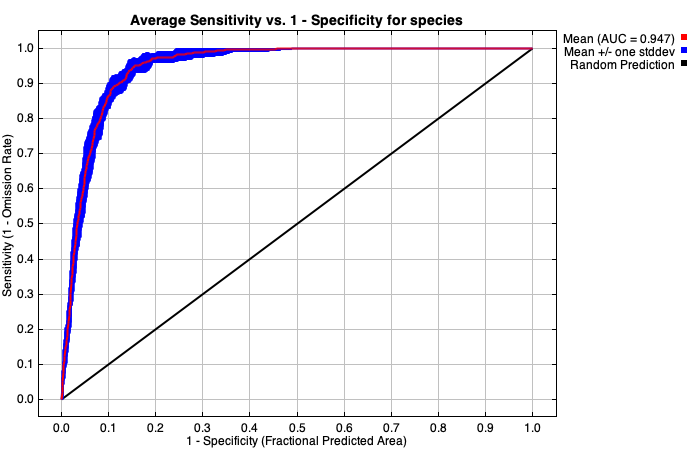 Average Sensitivity vs. 1 - Specificity for species
Mean (AUC = 0.947)
Mean +/- one stddev
Random Prediction
Sensitivity (1 - Omission Rate)
1.0
0.9
0.8
0.7
0.6
0.5
0.4
0.3
0.2
0.1
0.0
0.0 0.1 0.2 0.3 0.4 0.5 0.6 0.7 0.8 0.9 1.0
1 - Specificity (Fractional Predicted Area)